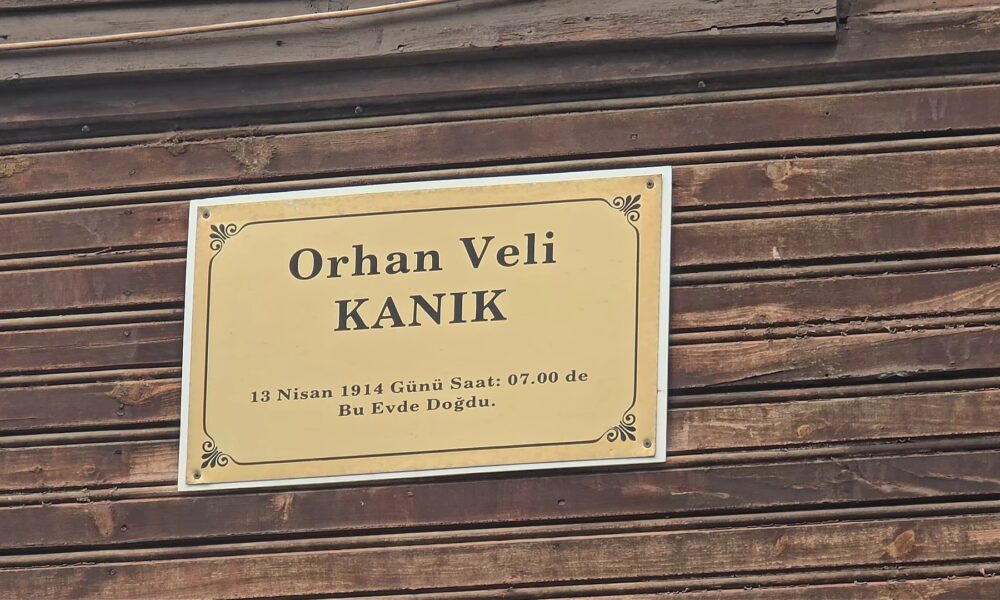 Orhan Veli
KANIK
13 Nisan 1914 Günü Saat: 07.00 de
Bu Evde Doğdu.